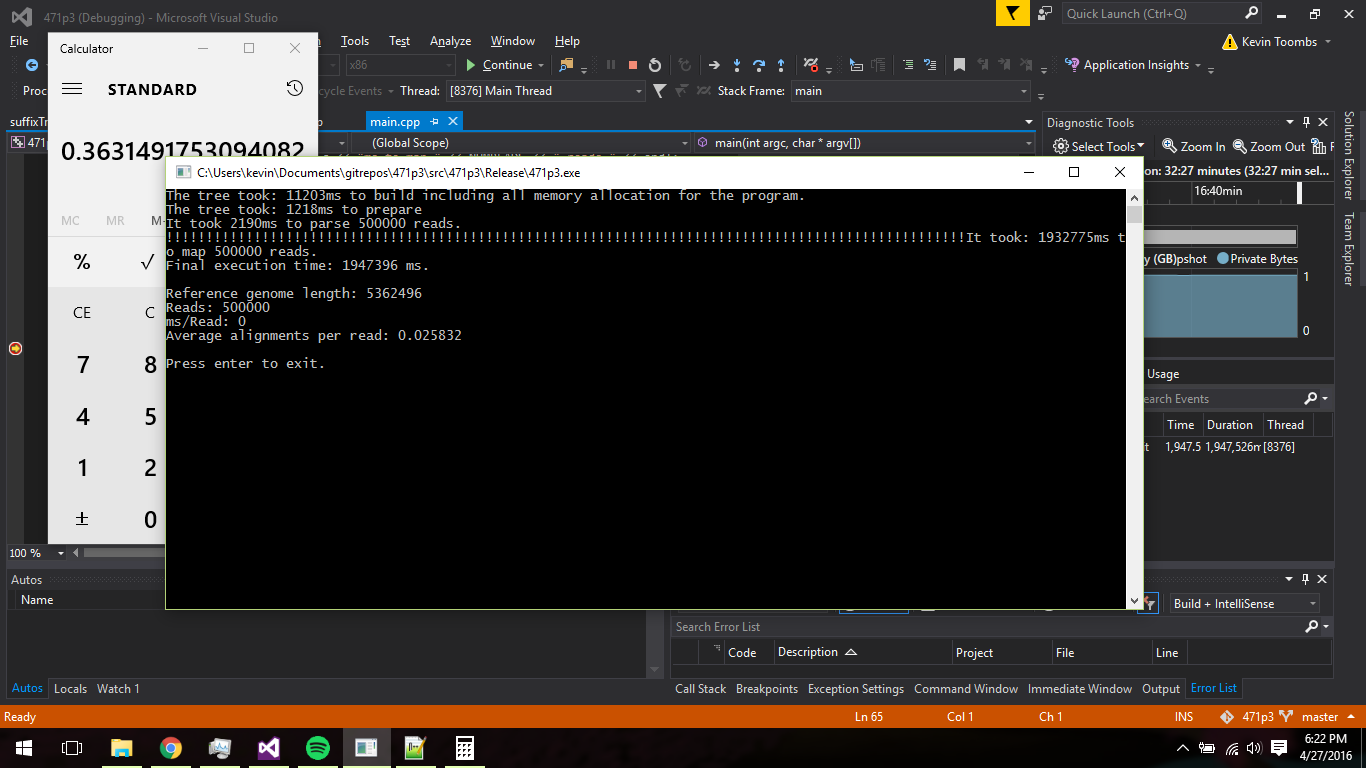 471p3 (Debugging) - Microsoft Visual Studio
Quick Launch (Ctrl+Q)
File
Tools Test Analyze Window Help
Kevin Toombs
x86
Continue
Application Insights
cycle Events
Thread: [8376] Main Thread
Stack Frame: main
main.cpp
(Global Scope)
main(int argc, char * argv[])
Calculator
STANDARD
0.3631491753094082
MC MR
% √
CE C
7 8
4 5
1 2
± 0
C:\Users\kevin\Documents\gitrepos\471p3\src\471p3\Release\471p3.exe
The tree took: 11203ms to build including all memory allocation for the program.
The tree took: 1218ms to prepare
It took 2190ms to parse 500000 reads.
!!!!!!!!!!!!!!!!!!!!!!!!!!!!!!!!!!!!!!!!!!!!!!!!!!!!!!!!!!!!!!!!!!!!!!!!!!!!!!!!!!!!!!!!!!!!!!!!!!!!It took: 1932775ms t
o map 500000 reads.
Final execution time: 1947396 ms.
Reference genome length: 5362496
Reads: 500000
ms/Read: 0
Average alignments per read: 0.025832
Press enter to exit.
Diagnostic Tools
Select Tools Zoom In Zoom Out
on: 32:27 minutes (32:27 min sel...
16:40min
y (GB)pshot Private Bytes
1
0
Usage
earch Events
Time Duration Thread
t 1,947.5 1,947,526m [8376]
Solution Explorer
Team Explorer
100 %
Autos
Name
Autos Locals Watch 1
Build + IntelliSense
Search Error List
Code Description Project File Line
Call Stack Breakpoints Exception Settings Command Window Immediate Window Output Error List
Ready
Ln 65 Col 1 Ch 1 INS 471p3 master
6:22 PM
4/27/2016